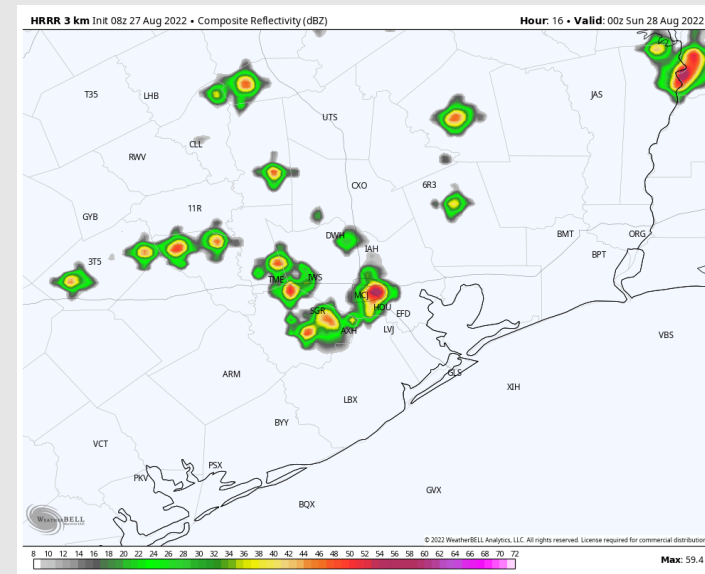 HRRR 3 km Init 08z 27 Aug 2022 • Composite Reflectivity (dBZ) Hour: 16 • Valid: 00z Sun 28 Aug 2022
T35 LHB JAS
UTS
CLL
RWV
CXO 6R3
11R
GYB
DWH BMT ORG
IAH BPT
3T5
TME IWS
MCJ
SGR HOU EFD
AXH LVJ
VBS
ARM GLS
XIH
LBX
BYY
VCT
PSX
PKV
GVX
BQX
WeatherBELL
© 2022 WeatherBELL Analytics, LLC. All rights reserved. License required for commercial distribution
8 10 12 14 16 18 20 22 24 26 28 30 32 34 35 36 38 40 42 44 46 48 50 52 54 56 58 60 62 64 66 68 70 72 Max: 59.4